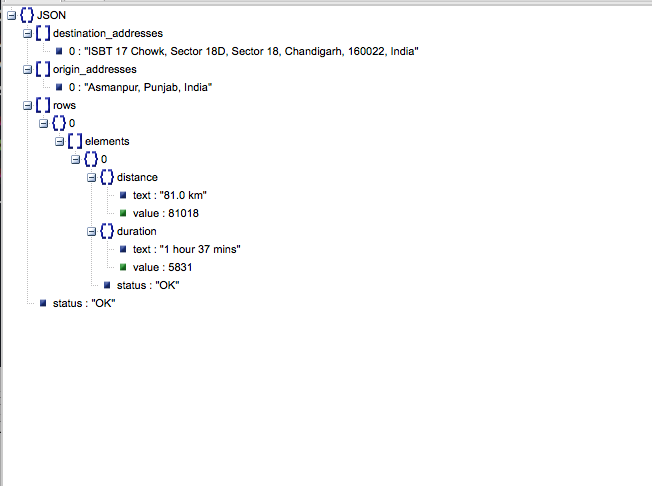 JSON
destination_addresses
0 : "ISBT 17 Chowk, Sector 18D, Sector 18, Chandigarh, 160022, India"
origin_addresses
0 : "Asmanpur, Punjab, India"
rows
0
elements
0
distance
text : "81.0 km"
value : 81018
duration
text : "1 hour 37 mins"
value : 5831
status : "OK"
status : "OK"